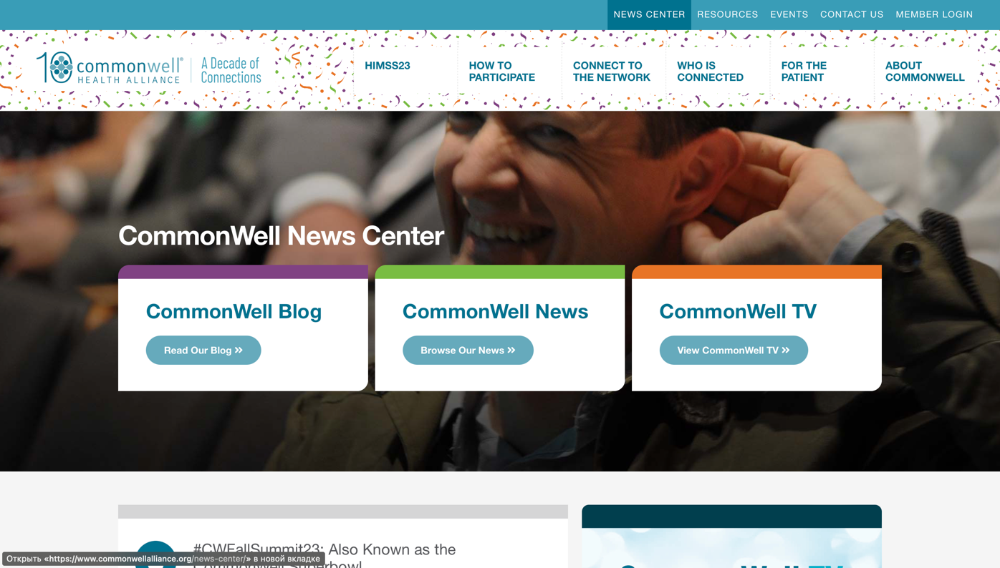 NEWS CENTER RESOURCES EVENTS CONTACT US MEMBER LOGIN
10 commonwell® HEALTH ALLIANCE
A Decade of
Connections
HIMSS23
HOW TO
PARTICIPATE
CONNECT TO
THE NETWORK
WHO IS
CONNECTED
FOR THE
PATIENT
ABOUT
COMMONWELL
CommonWell News Center
CommonWell Blog
Read Our Blog »
CommonWell News
Browse Our News »
CommonWell TV
View CommonWell TV »
#CWFallSummit23: Also Known as the
CommonWell Superbowl
Открыть «https://www.commonwellalliance.org/news-center/» в новой вкладке